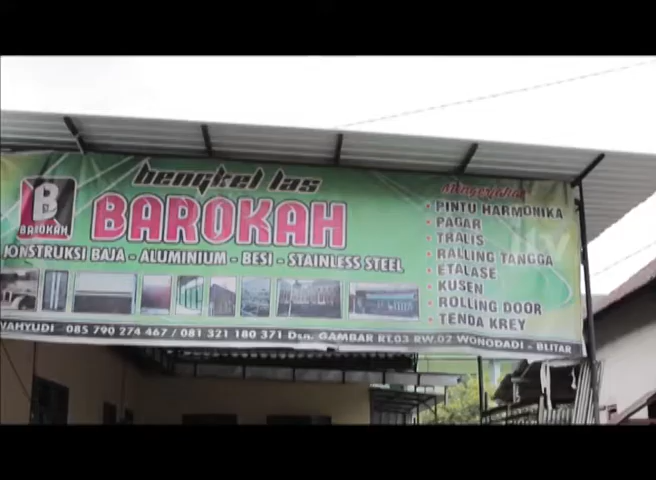 bengkel las
BAROKAH
B
BAROKAH
KONSTRUKSI BAJA - ALUMINIUM - BESI - STAINLESS STEEL
Mengerjakan :
• PINTU HARMONIKA
• PAGAR
• TRALIS
• RALLING TANGGA
• ETALASE
• KUSEN
• ROLLING DOOR
• TENDA KREY
WAHYUDI - 085 790 274 467 / 081 321 180 371 GAMBAR Rt.03 Rw.02 WONODADI - BLITAR